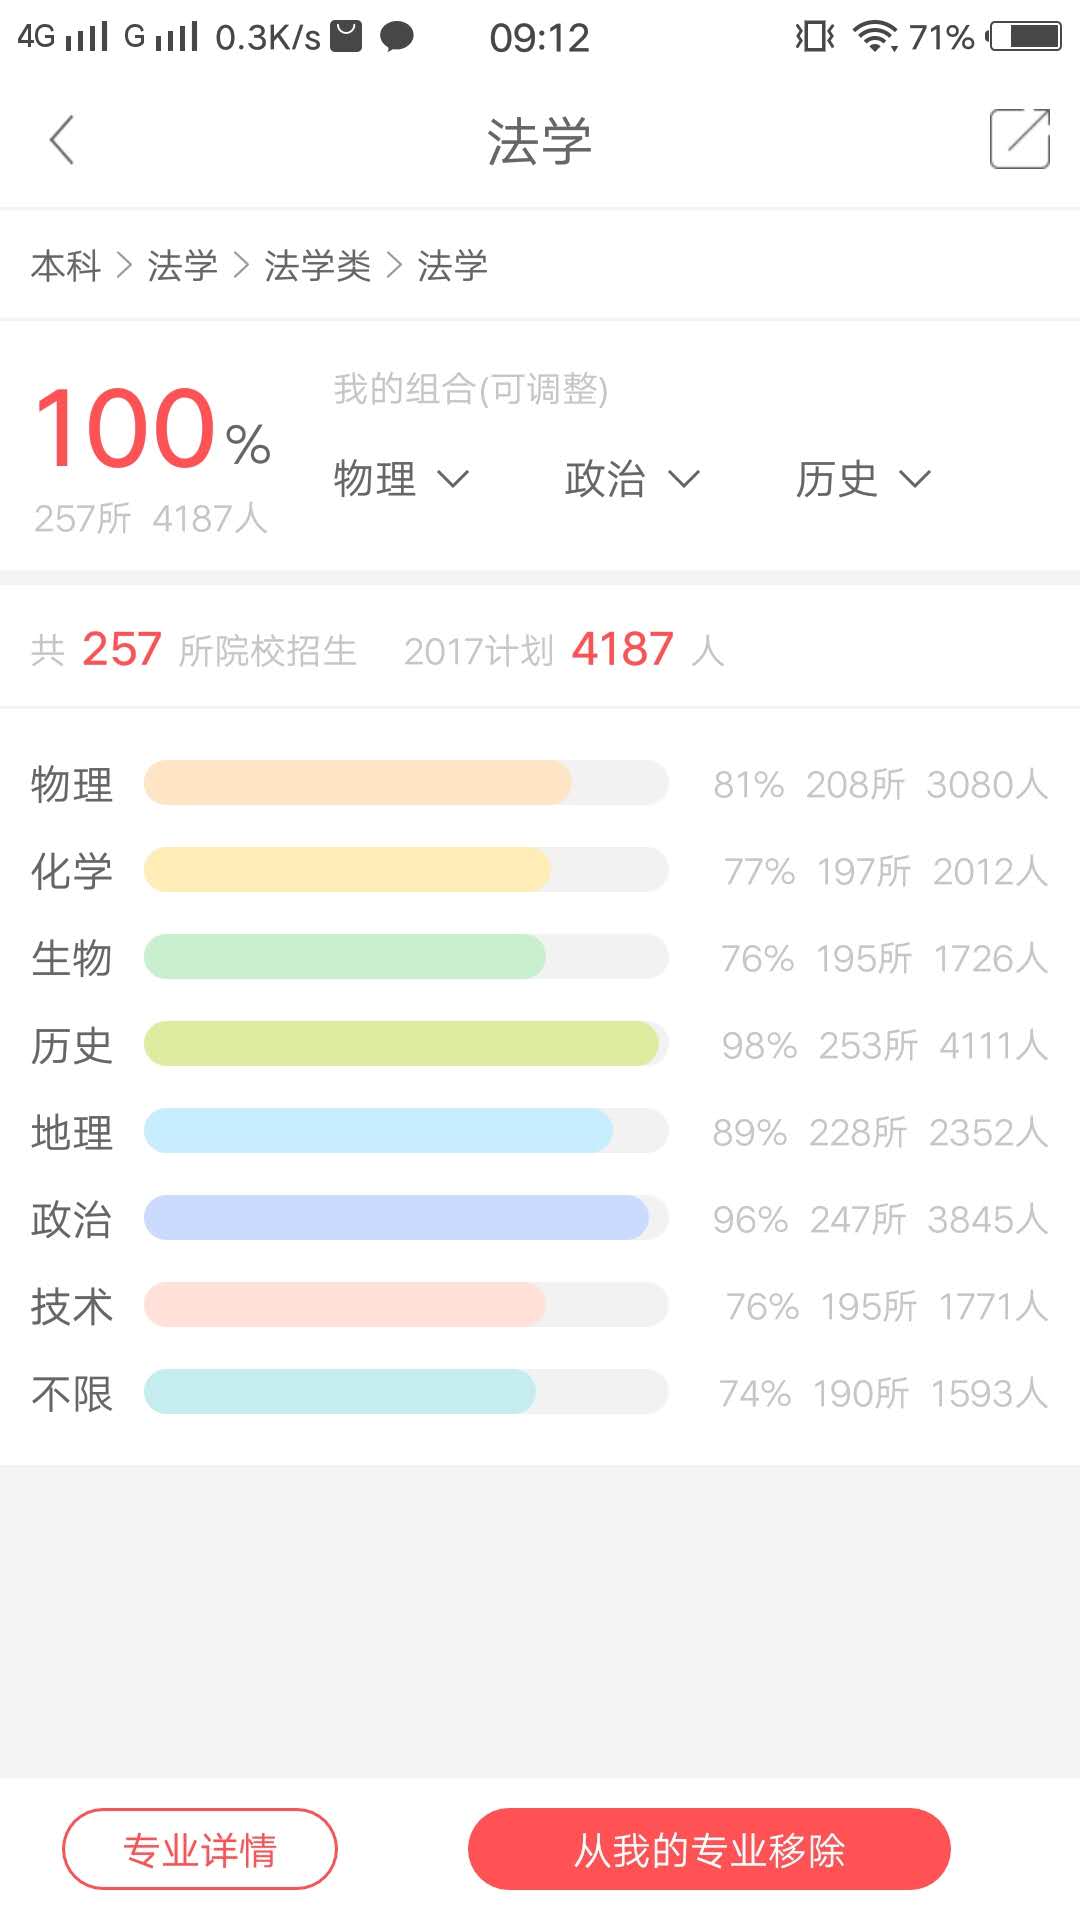 4G G 0.3K/s 09:12 71%
法学
本科 > 法学 > 法学类 > 法学
100% 我的组合(可调整)
物理 政治 历史
257所 4187人
共 257 所院校招生 2017计划 4187 人
物理 81% 208所 3080人
化学 77% 197所 2012人
生物 76% 195所 1726人
历史 98% 253所 4111人
地理 89% 228所 2352人
政治 96% 247所 3845人
技术 76% 195所 1771人
不限 74% 190所 1593人
专业详情 从我的专业移除